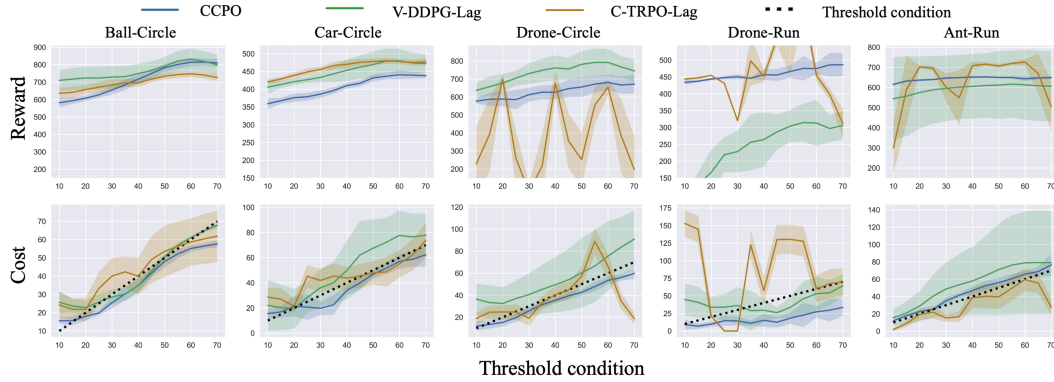 CCPO V-DDPG-Lag C-TRPO-Lag Threshold condition
Ball-Circle Car-Circle Drone-Circle Drone-Run Ant-Run
Reward
900 800 700 600 500 400 300 200
10 20 30 40 50 60 70
500 450 400 350 300 250 200
10 20 30 40 50 60 70
800 700 600 500 400 300 200
10 20 30 40 50 60 70
500 450 400 350 300 250 200 150
10 20 30 40 50 60 70
800 700 600 500 400 300 200
10 20 30 40 50 60 70
Cost
70 60 50 40 30 20 10
10 20 30 40 50 60 70
100 80 60 40 20 0
10 20 30 40 50 60 70
100 80 60 40 20
10 20 30 40 50 60 70
175 150 125 100 75 50 25 0
10 20 30 40 50 60 70
140 120 100 80 60 40 20 0
10 20 30 40 50 60 70
Threshold condition